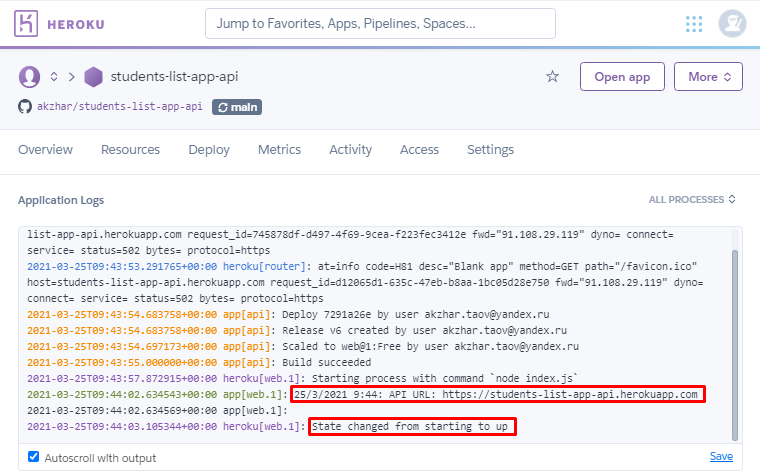 HEROKU
Jump to Favorites, Apps, Pipelines, Spaces...
students-list-app-api
Open app
More
akzhar/students-list-app-api
main
Overview
Resources
Deploy
Metrics
Activity
Access
Settings
Application Logs
ALL PROCESSES
list-app-api.herokuapp.com request_id=745878df-d497-4f69-9cea-f223fec3412e fwd="91.108.29.119" dyno= connect=
service= status=502 bytes= protocol=https
2021-03-25T09:43:53.291765+00:00 heroku[router]: at=info code=H81 desc="Blank app" method=GET path="/favicon.ico"
host=students-list-app-api.herokuapp.com request_id=d12065d1-635c-47eb-b8aa-1bc05d28e750 fwd="91.108.29.119" dyno=
connect= service= status=502 bytes= protocol=https
2021-03-25T09:43:54.683758+00:00 app[api]: Deploy 7291a26e by user akzhar.taov@yandex.ru
2021-03-25T09:43:54.683758+00:00 app[api]: Release v6 created by user akzhar.taov@yandex.ru
2021-03-25T09:43:54.697173+00:00 app[api]: Scaled to web@1:Free by user akzhar.taov@yandex.ru
2021-03-25T09:43:55.000000+00:00 app[api]: Build succeeded
2021-03-25T09:43:57.872915+00:00 heroku[web.1]: Starting process with command `node index.js`
2021-03-25T09:44:02.634543+00:00 app[web.1]: 25/3/2021 9:44: API URL: https://students-list-app-api.herokuapp.com
2021-03-25T09:44:02.634569+00:00 app[web.1]:
2021-03-25T09:44:03.105344+00:00 heroku[web.1]: State changed from starting to up
Autoscroll with output
Save